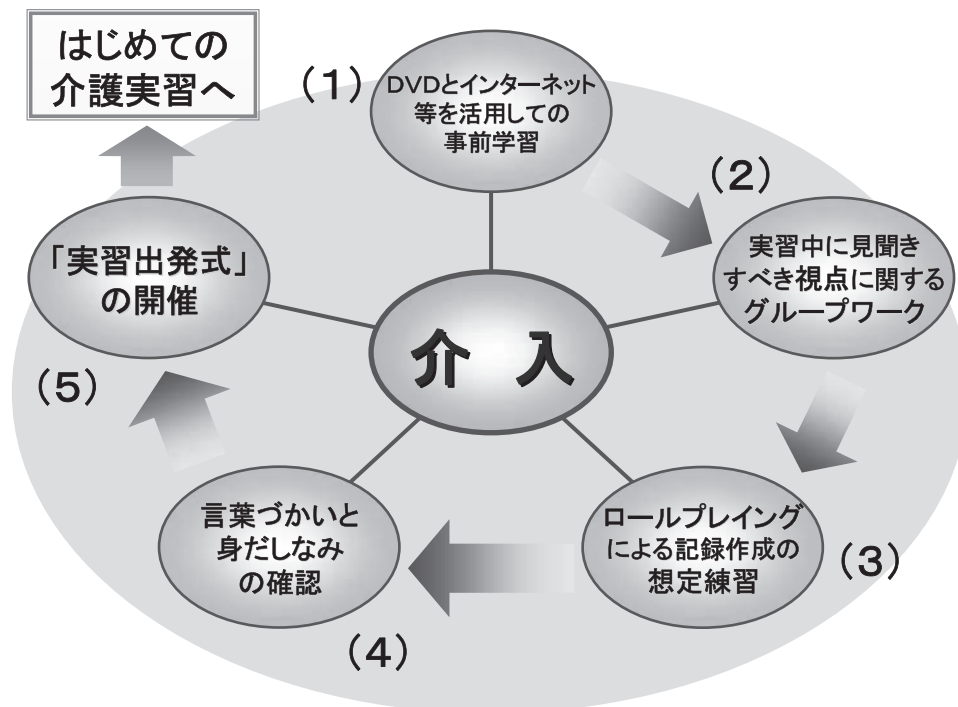 はじめての
介護実習へ
(1)
DVDとインターネット
等を活用しての
事前学習
(2)
実習中に見聞き
すべき視点に関する
グループワーク
(3)
ロールプレイング
による記録作成の
想定練習
(4)
言葉づかいと
身だしなみ
の確認
(5)
「実習出発式」
の開催
介 入